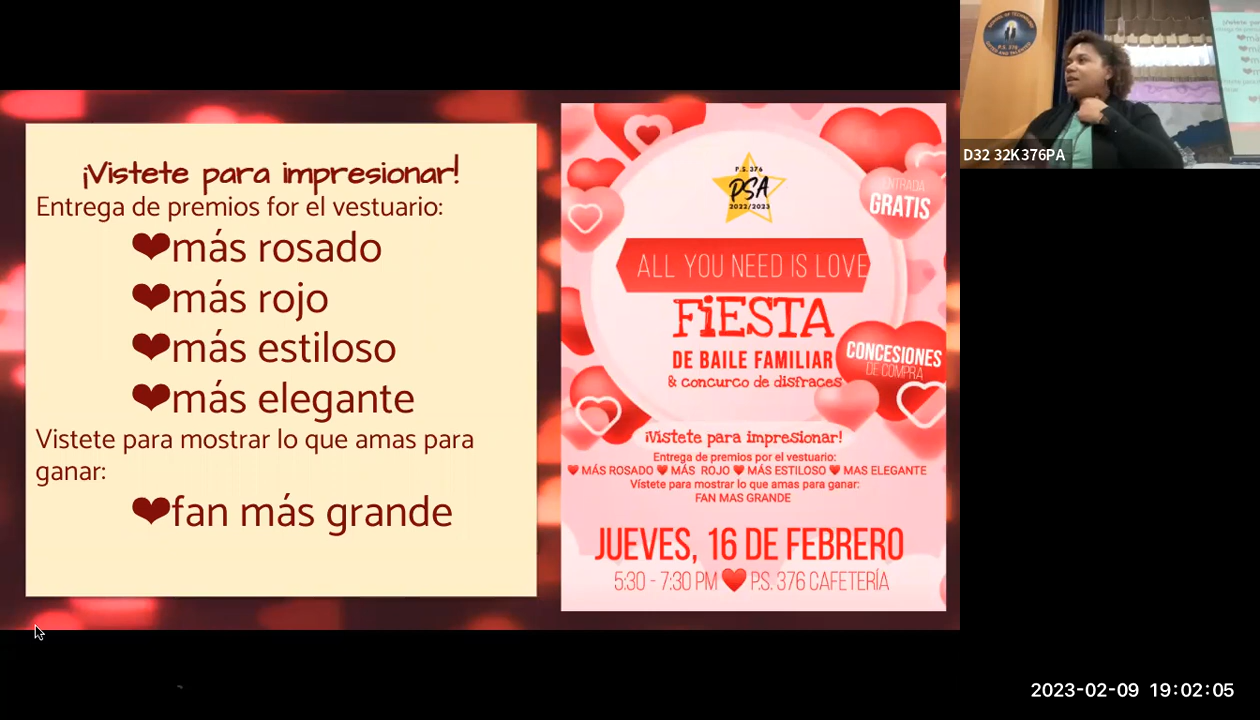 ¡Vistete para impresionar!
Entrega de premios for el vestuario:
❤más rosado
❤más rojo
❤más estiloso
❤más elegante
Vistete para mostrar lo que amas para
ganar:
❤fan más grande
P.S. 376
PSA
2022/2023
ENTRADA
GRATIS
ALL YOU NEED IS LOVE
FiESTA
DE BAILE FAMILIAR
& concurco de disfraces
CONCESIONES
DE COMPRA
¡Vistete para impresionar!
Entrega de premios por el vestuario:
❤ MÁS ROSADO ❤ MÁS ROJO ❤ MÁS ESTILOSO ❤ MAS ELEGANTE
Vístete para mostrar lo que amas para ganar:
FAN MAS GRANDE
JUEVES, 16 DE FEBRERO
5:30 - 7:30 PM ❤ P.S. 376 CAFETERÍA
D32 32K376PA
2023-02-09 19:02:05